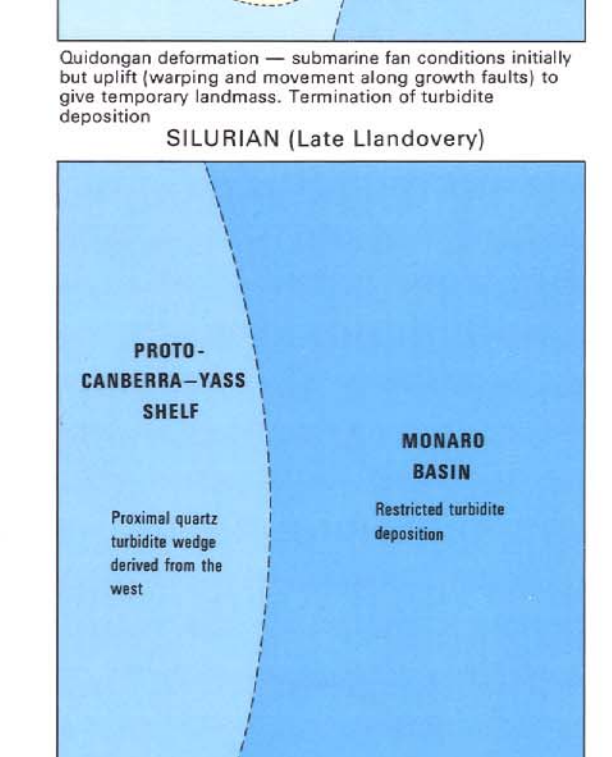 Quidongan deformation — submarine fan conditions initially
but uplift (warping and movement along growth faults) to
give temporary landmass. Termination of turbidite
deposition
SILURIAN (Late Llandovery)
PROTO-
CANBERRA–YASS
SHELF
Proximal quartz
turbidite wedge
derived from the
west
MONARO
BASIN
Restricted turbidite
deposition